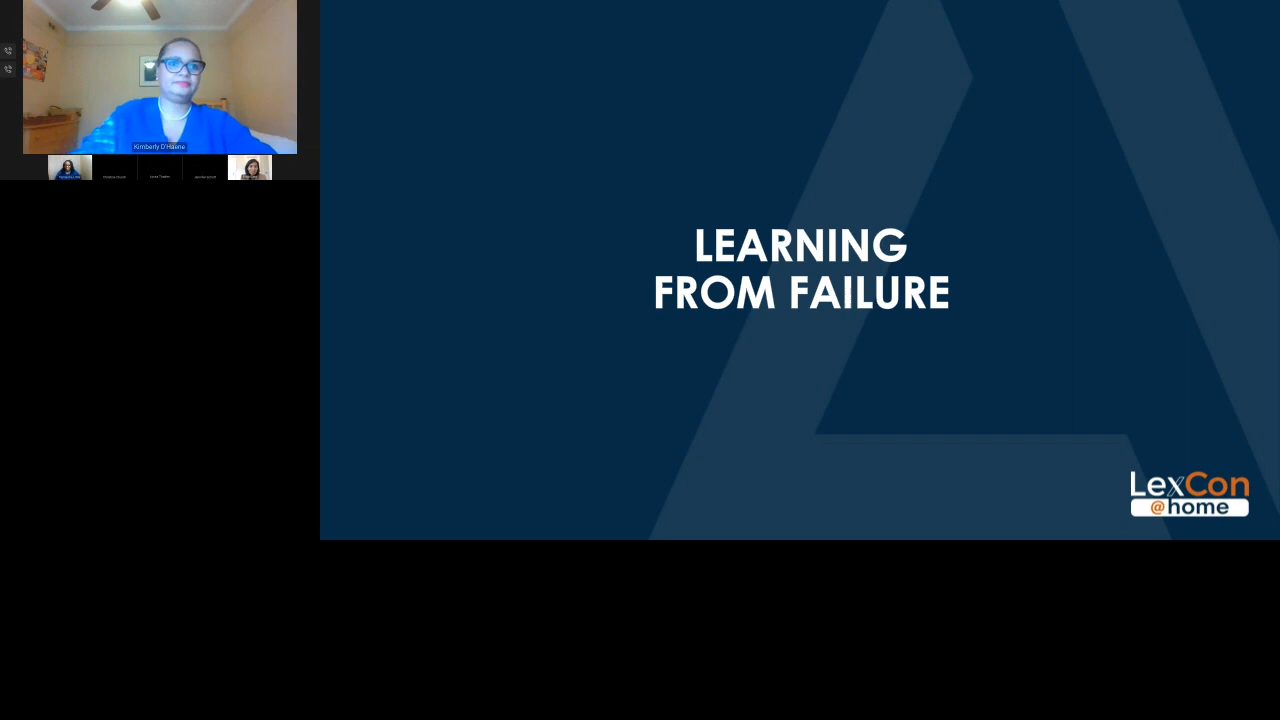 Kimberly D'Haene
LEARNING
FROM FAILURE
LexCon
@home